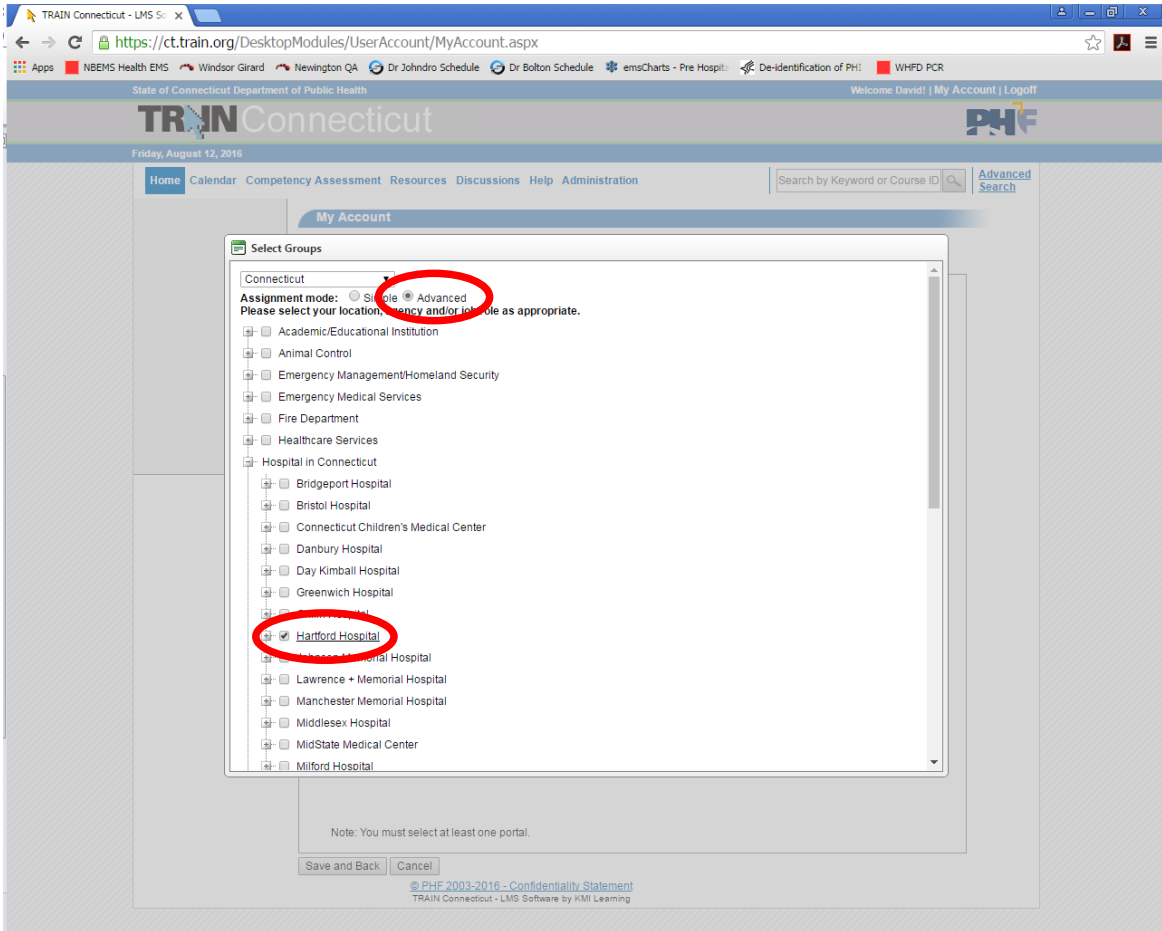 TRAIN Connecticut - LMS So
https://ct.train.org/DesktopModules/UserAccount/MyAccount.aspx
Apps NBEMS Health EMS Windsor Girard Newington QA Dr Johndro Schedule Dr Bolton Schedule emsCharts - Pre Hospita De-identification of PHI WHFD PCR
State of Connecticut Department of Public Health Welcome David! | My Account | Logoff
TRAIN Connecticut PHF
Friday, August 12, 2016
Home Calendar Competency Assessment Resources Discussions Help Administration Search by Keyword or Course ID Advanced Search
My Account
Select Groups
Connecticut
Assignment mode: Simple Advanced
Please select your location, agency and/or job role as appropriate.
Academic/Educational Institution
Animal Control
Emergency Management/Homeland Security
Emergency Medical Services
Fire Department
Healthcare Services
Hospital in Connecticut
Bridgeport Hospital
Bristol Hospital
Connecticut Children's Medical Center
Danbury Hospital
Day Kimball Hospital
Greenwich Hospital
Hospital
Hartford Hospital
Johnson Memorial Hospital
Lawrence + Memorial Hospital
Manchester Memorial Hospital
Middlesex Hospital
MidState Medical Center
Milford Hospital
Note: You must select at least one portal.
Save and Back Cancel
© PHF 2003-2016 - Confidentiality Statement
TRAIN Connecticut - LMS Software by KMI Learning